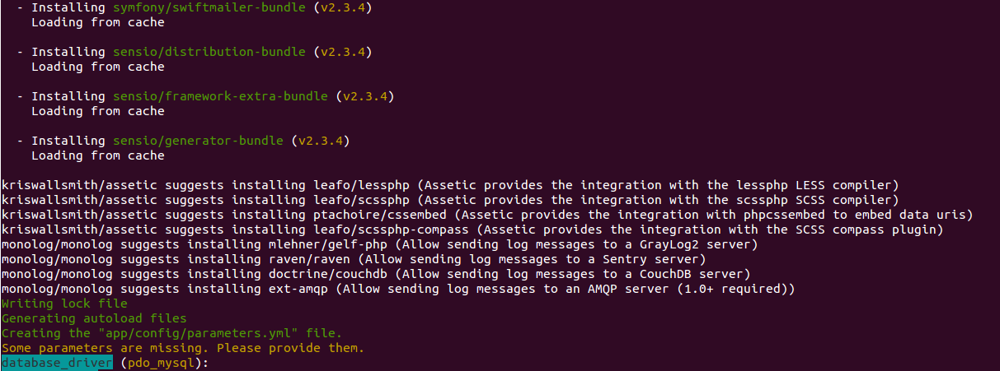 - Installing symfony/swiftmailer-bundle (v2.3.4)
Loading from cache
- Installing sensio/distribution-bundle (v2.3.4)
Loading from cache
- Installing sensio/framework-extra-bundle (v2.3.4)
Loading from cache
- Installing sensio/generator-bundle (v2.3.4)
Loading from cache
kriswallsmith/assetic suggests installing leafo/lessphp (Assetic provides the integration with the lessphp LESS compiler)
kriswallsmith/assetic suggests installing leafo/scssphp (Assetic provides the integration with the scssphp SCSS compiler)
kriswallsmith/assetic suggests installing ptachoire/cssembed (Assetic provides the integration with phpcssembed to embed data uris)
kriswallsmith/assetic suggests installing leafo/scssphp-compass (Assetic provides the integration with the SCSS compass plugin)
monolog/monolog suggests installing mlehner/gelf-php (Allow sending log messages to a GrayLog2 server)
monolog/monolog suggests installing raven/raven (Allow sending log messages to a Sentry server)
monolog/monolog suggests installing doctrine/couchdb (Allow sending log messages to a CouchDB server)
monolog/monolog suggests installing ext-amqp (Allow sending log messages to an AMQP server (1.0+ required))
Writing lock file
Generating autoload files
Creating the "app/config/parameters.yml" file.
Some parameters are missing. Please provide them.
database_driver (pdo_mysql):